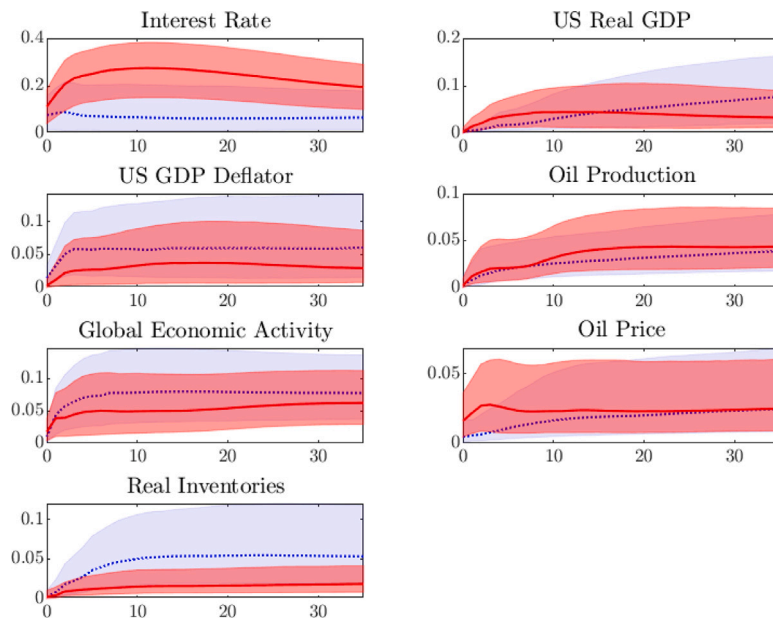 Interest Rate
0.4
0.2
0
0 10 20 30
US Real GDP
0.2
0.1
0
0 10 20 30
US GDP Deflator
0.1
0.05
0
0 10 20 30
Oil Production
0.1
0.05
0
0 10 20 30
Global Economic Activity
0.1
0.05
0
0 10 20 30
Oil Price
0.05
0
0 10 20 30
Real Inventories
0.1
0.05
0
0 10 20 30